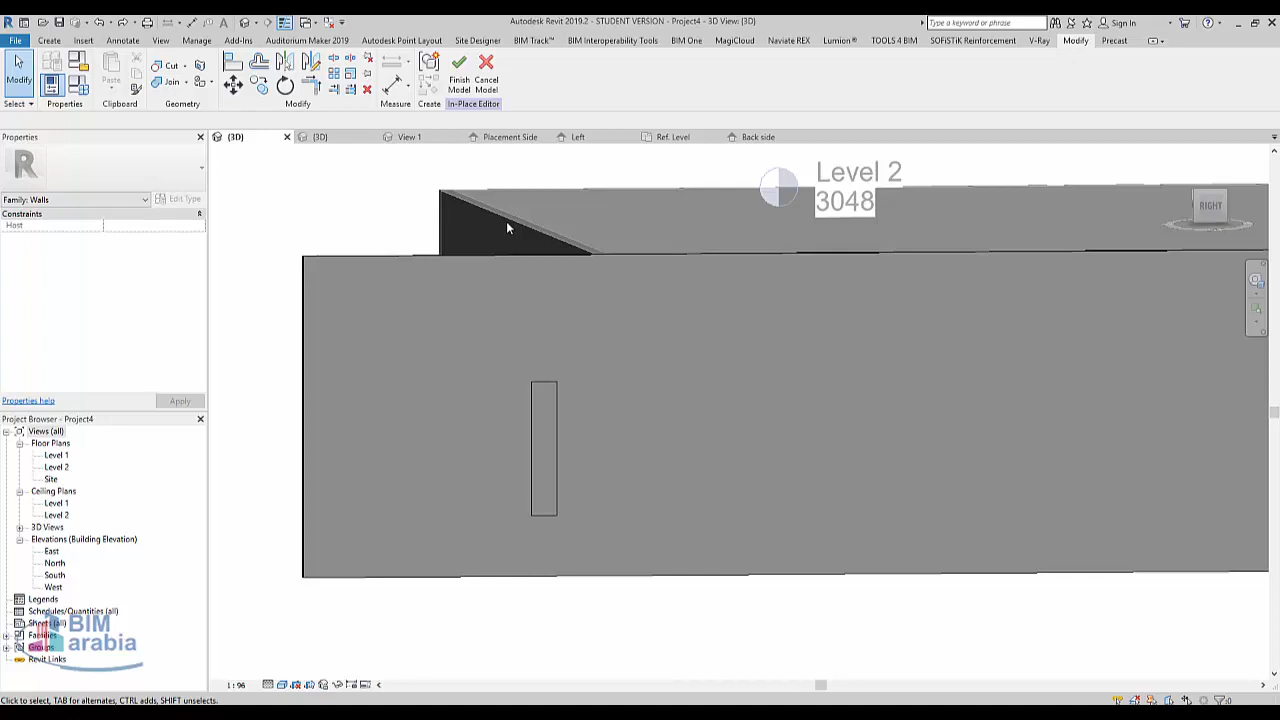 Autodesk Revit 2019.2 - STUDENT VERSION - Project4 - 3D View: {3D}
Type a keyword or phrase
Sign In
File Create Insert Annotate View Manage Add-Ins Auditorium Maker 2019 Autodesk Point Layout Site Designer BIM Track™ BIM Interoperability Tools BIM One - MagiCloud Naviate REX Lumion® TOOLS 4 BIM SOFiSTiK Reinforcement V-Ray Modify Precast
Modify
Paste
Cut
Join
Finish Model
Cancel Model
Select Properties Clipboard Geometry Modify Measure Create In-Place Editor
Properties
{3D} {3D} View 1 Placement Side Left Ref. Level Back side
R
Family: Walls
Edit Type
Constraints
Host
Properties help
Apply
Level 2
3048
RIGHT
Project Browser - Project4
Views (all)
Floor Plans
Level 1
Level 2
Site
Ceiling Plans
Level 1
Level 2
3D Views
Elevations (Building Elevation)
East
North
South
West
Legends
Schedules/Quantities (all)
Sheets (all)
Families
Groups
Revit Links
BIM
arabia
1 : 96
Click to select, TAB for alternates, CTRL adds, SHIFT unselects.
:0